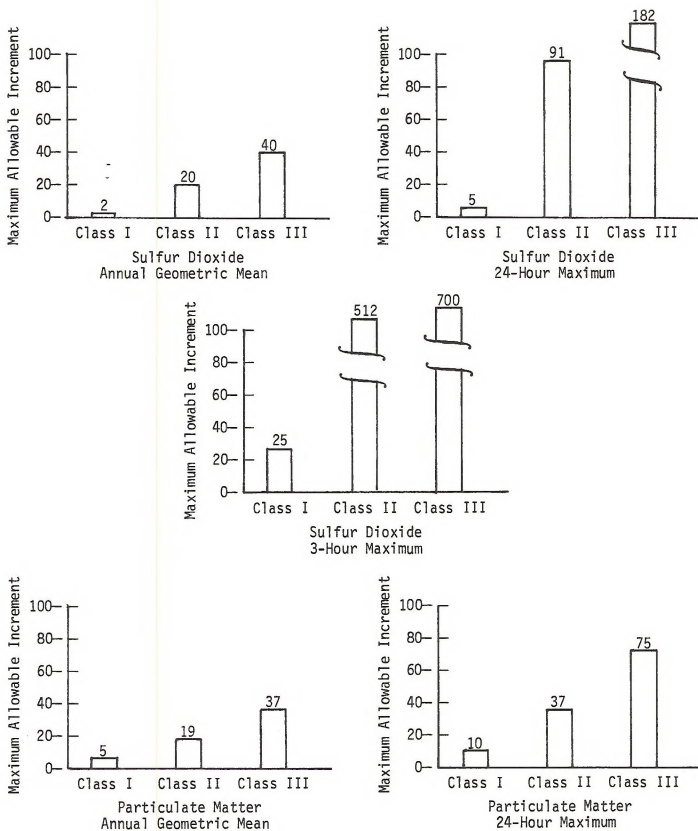 Maximum Allowable Increment
100
80
60
40
20
0
2
20
40
Class I Class II Class III
Sulfur Dioxide
Annual Geometric Mean
Maximum Allowable Increment
100
80
60
40
20
0
5
91
182
Class I Class II Class III
Sulfur Dioxide
24-Hour Maximum
Maximum Allowable Increment
100
80
60
40
20
0
25
512
700
Class I Class II Class III
Sulfur Dioxide
3-Hour Maximum
Maximum Allowable Increment
100
80
60
40
20
0
5
19
37
Class I Class II Class III
Particulate Matter
Annual Geometric Mean
Maximum Allowable Increment
100
80
60
40
20
0
10
37
75
Class I Class II Class III
Particulate Matter
24-Hour Maximum